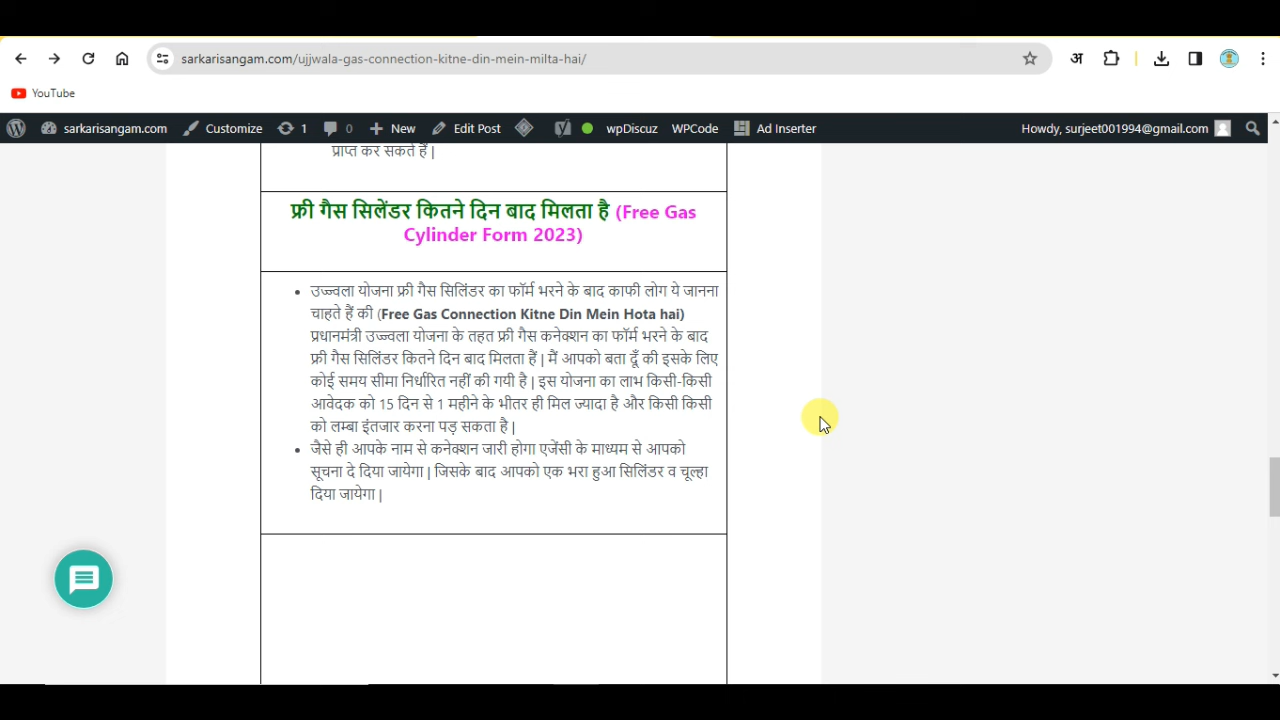 sarkarisangam.com/ujjwala-gas-connection-kitne-din-mein-milta-hai/
अ
YouTube
sarkarisangam.com Customize 1 0 New Edit Post wpDiscuz WPCode Ad Inserter Howdy, surjeet001994@gmail.com
प्राप्त कर सकते हैं |
फ्री गैस सिलेंडर कितने दिन बाद मिलता है (Free Gas
Cylinder Form 2023)
उज्ज्वला योजना फ्री गैस सिलिंडर का फॉर्म भरने के बाद काफी लोग ये जानना
चाहते हैं की (Free Gas Connection Kitne Din Mein Hota hai)
प्रधानमंत्री उज्ज्वला योजना के तहत फ्री गैस कनेक्शन का फॉर्म भरने के बाद
फ्री गैस सिलिंडर कितने दिन बाद मिलता हैं | मैं आपको बता दूँ की इसके लिए
कोई समय सीमा निर्धारित नहीं की गयी है | इस योजना का लाभ किसी-किसी
आवेदक को 15 दिन से 1 महीने के भीतर ही मिल ज्यादा है और किसी किसी
को लम्बा इंतजार करना पड़ सकता है |
जैसे ही आपके नाम से कनेक्शन जारी होगा एजेंसी के माध्यम से आपको
सूचना दे दिया जायेगा | जिसके बाद आपको एक भरा हुआ सिलिंडर व चूल्हा
दिया जायेगा |